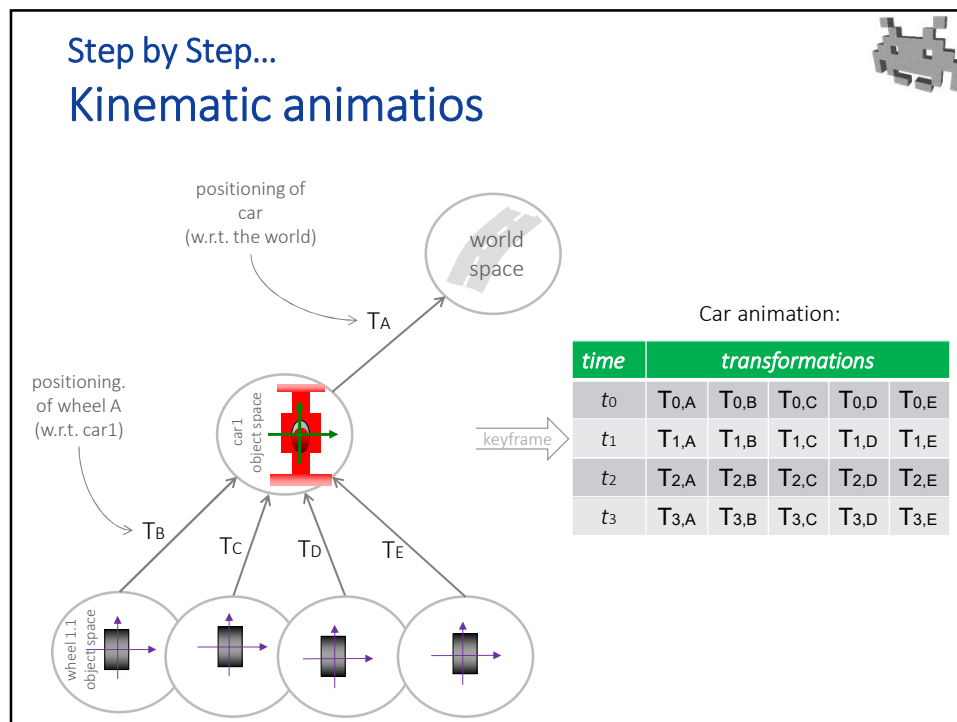 Step by Step…
Kinematic animatios
positioning of
car
(w.r.t. the world)
world
space
TA
Car animation:
time transformations
t0 T0,A T0,B T0,C T0,D T0,E
t1 T1,A T1,B T1,C T1,D T1,E
t2 T2,A T2,B T2,C T2,D T2,E
t3 T3,A T3,B T3,C T3,D T3,E
keyframe
positioning.
of wheel A
(w.r.t. car1)
car1
object space
TB
TC
TD
TE
wheel 1.1
object space